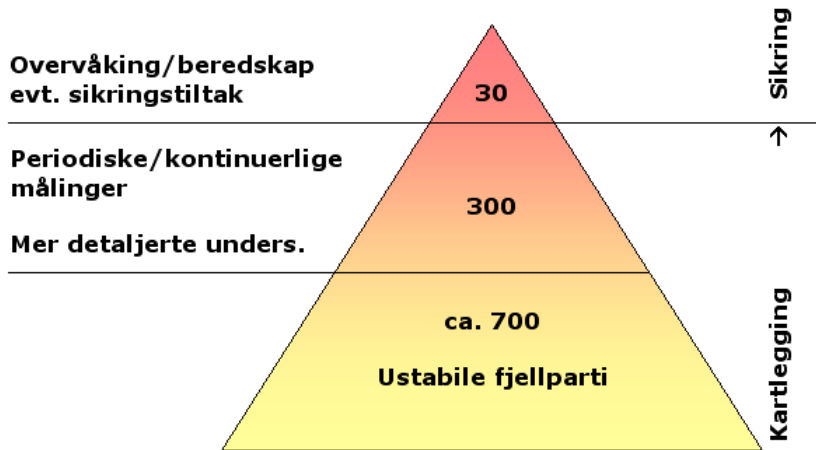 Overvåking/beredskap
evt. sikringstiltak
30
Sikring
↑
Periodiske/kontinuerlige
målinger
300
Mer detaljerte unders.
ca. 700
Ustabile fjellparti
Kartlegging